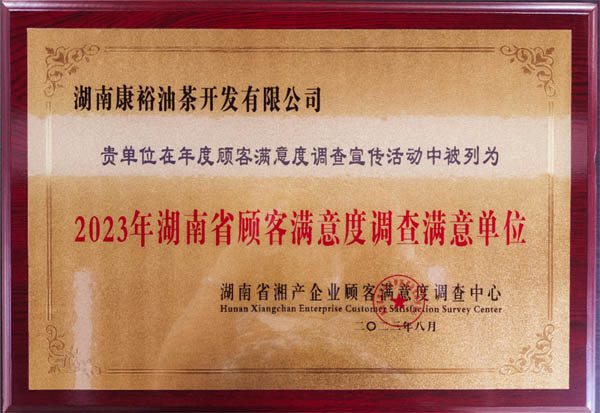 湖南康裕油茶开发有限公司
贵单位在年度顾客满意度调查宣传活动中被列为
2023年湖南省顾客满意度调查满意单位
湖南省湘产企业顾客满意度调查中心
Hunan Xiangchan Enterprise Customer Satisfaction Survey Center
二〇二三年八月